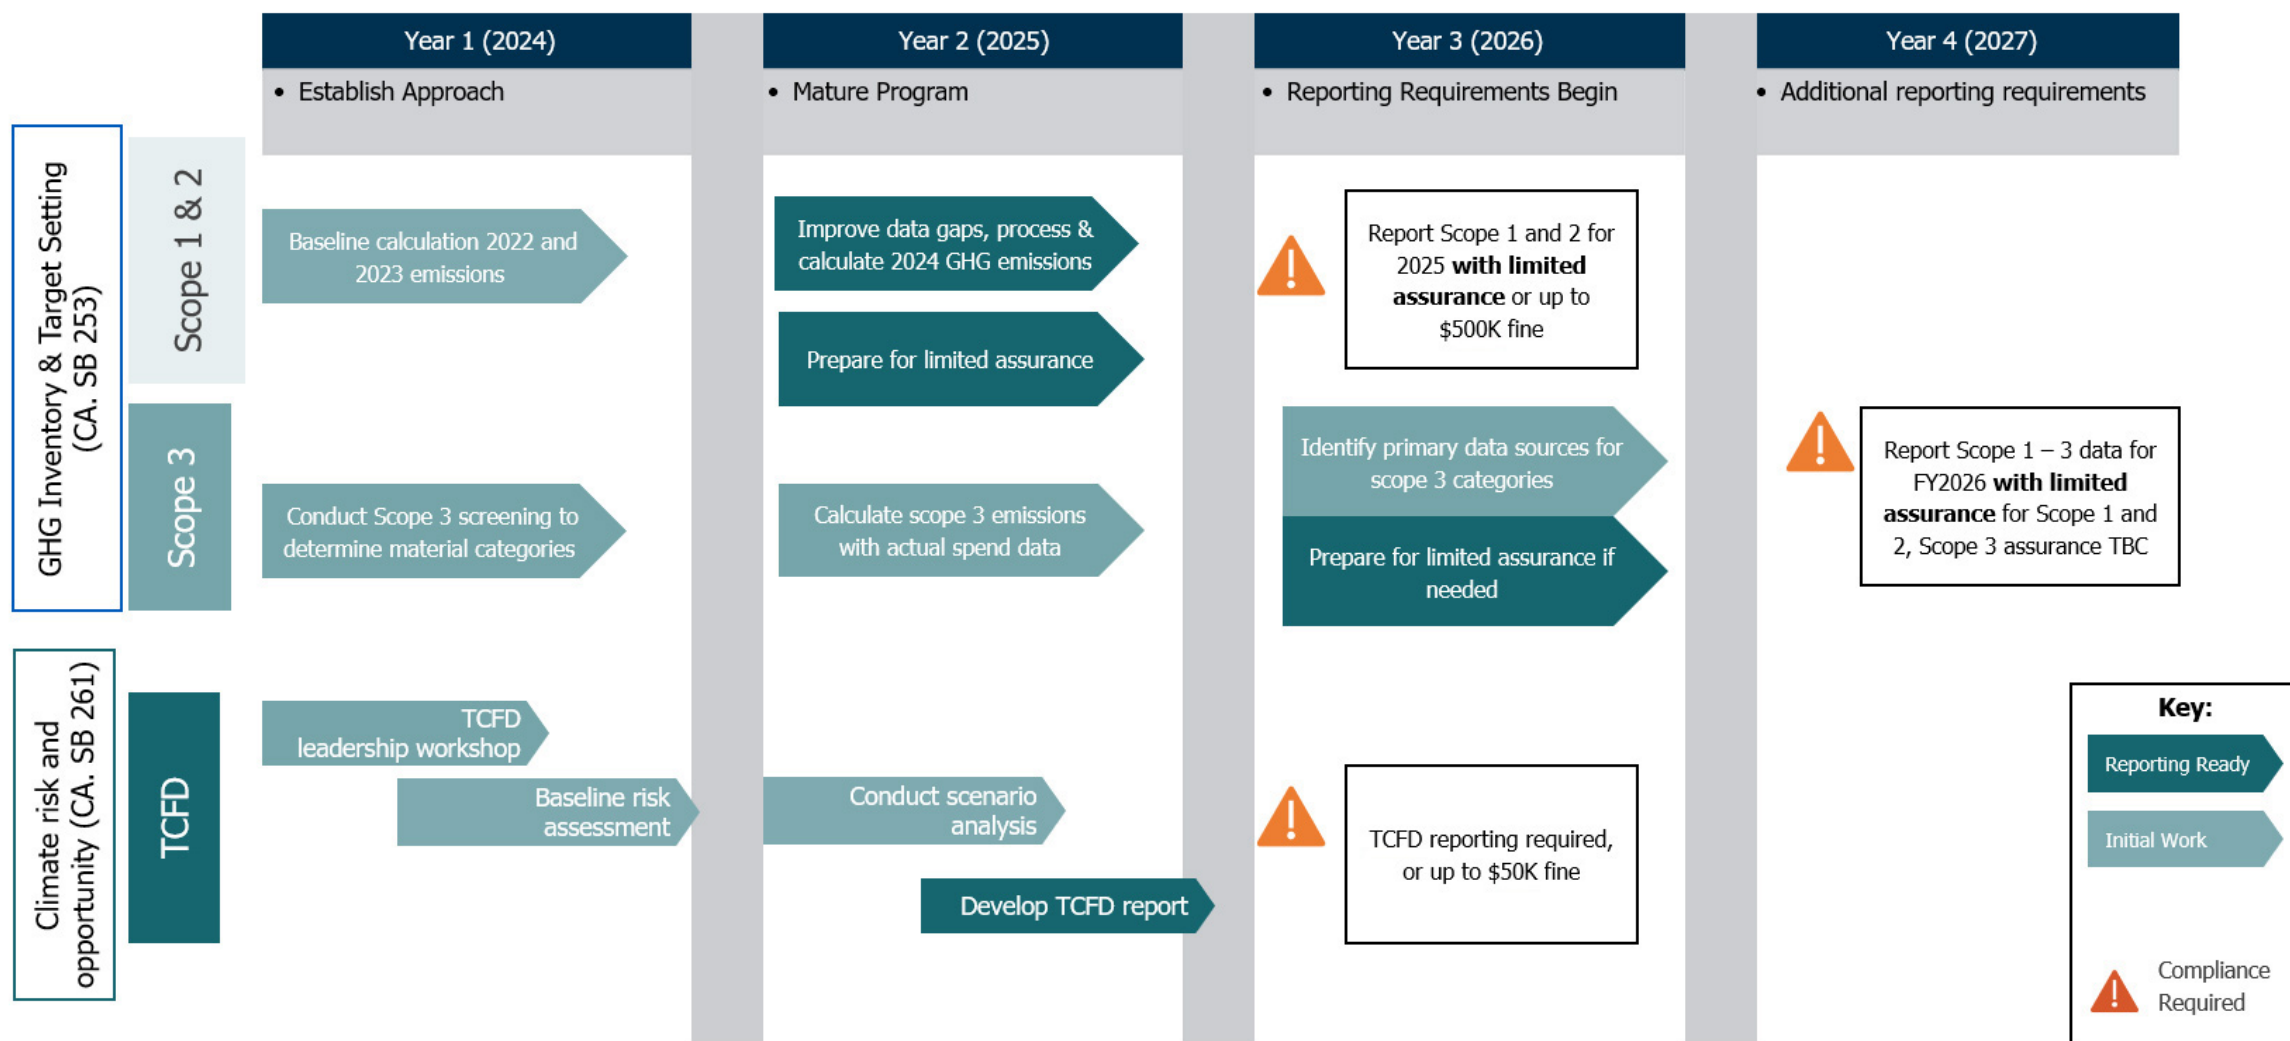 Year 1 (2024)
Year 2 (2025)
Year 3 (2026)
Year 4 (2027)
• Establish Approach
• Mature Program
• Reporting Requirements Begin
• Additional reporting requirements
GHG Inventory & Target Setting
(CA. SB 253)
Scope 1 & 2
Baseline calculation 2022 and
2023 emissions
Improve data gaps, process &
calculate 2024 GHG emissions
Prepare for limited assurance
Report Scope 1 and 2 for
2025 with limited
assurance or up to
$500K fine
Scope 3
Conduct Scope 3 screening to
determine material categories
Calculate scope 3 emissions
with actual spend data
Identify primary data sources for
scope 3 categories
Prepare for limited assurance if
needed
Report Scope 1 – 3 data for
FY2026 with limited
assurance for Scope 1 and
2, Scope 3 assurance TBC
Climate risk and
opportunity (CA. SB 261)
TCFD
TCFD
leadership workshop
Baseline risk
assessment
Conduct scenario
analysis
Develop TCFD report
TCFD reporting required,
or up to $50K fine
Key:
Reporting Ready
Initial Work
Compliance
Required